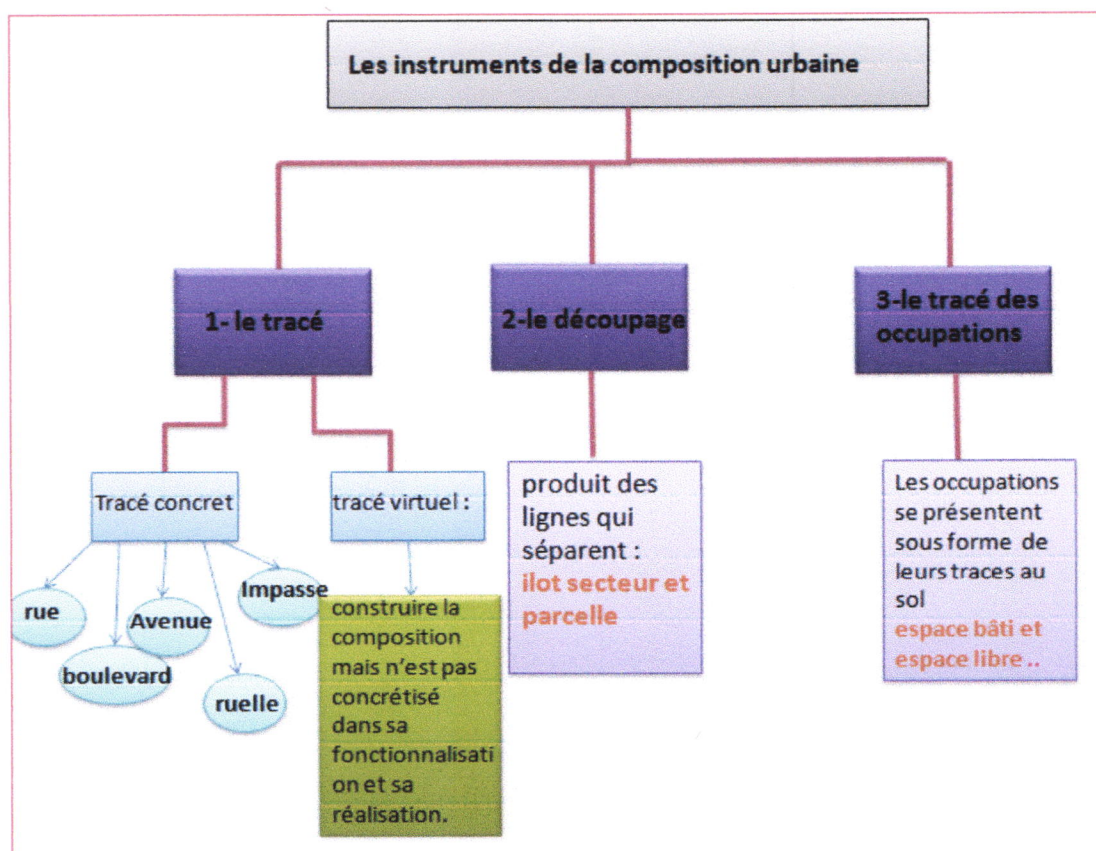 Les instruments de la composition urbaine
1- le tracé
2-le découpage
3-le tracé des
occupations
Tracé concret
rue
boulevard
Avenue
ruelle
Impasse
tracé virtuel :
construire la
composition
mais n'est pas
concrétisé
dans sa
fonctionnalisati
on et sa
réalisation.
produit des
lignes qui
séparent :
ilot secteur et
parcelle
Les occupations
se présentent
sous forme de
leurs traces au
sol
espace bâti et
espace libre ..